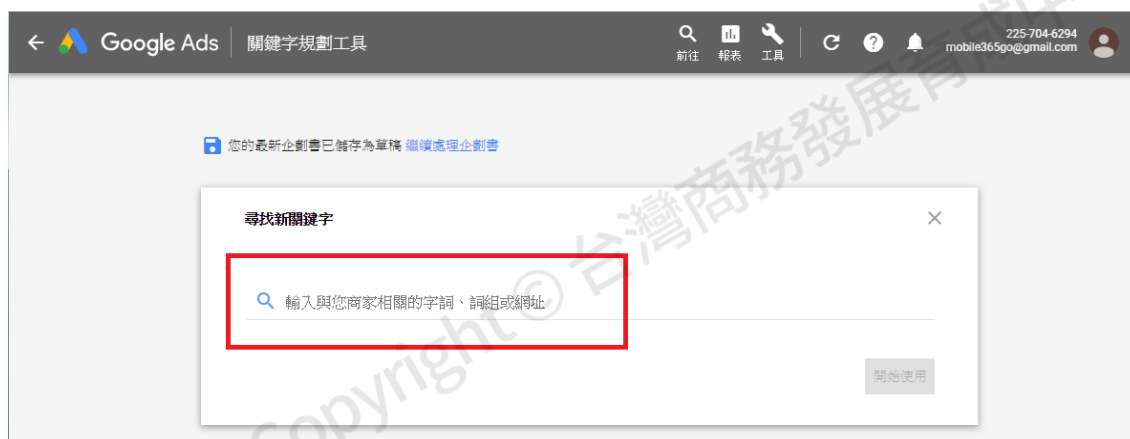 Google Ads 關鍵字規劃工具
前往 報表 工具
225-704-6294
mobile365go@gmail.com
您的最新企劃書已儲存為草稿 繼續處理企劃書
尋找新關鍵字
輸入與您商家相關的字詞、詞組或網址
開始使用
Copyright © 台灣商務發展育成中